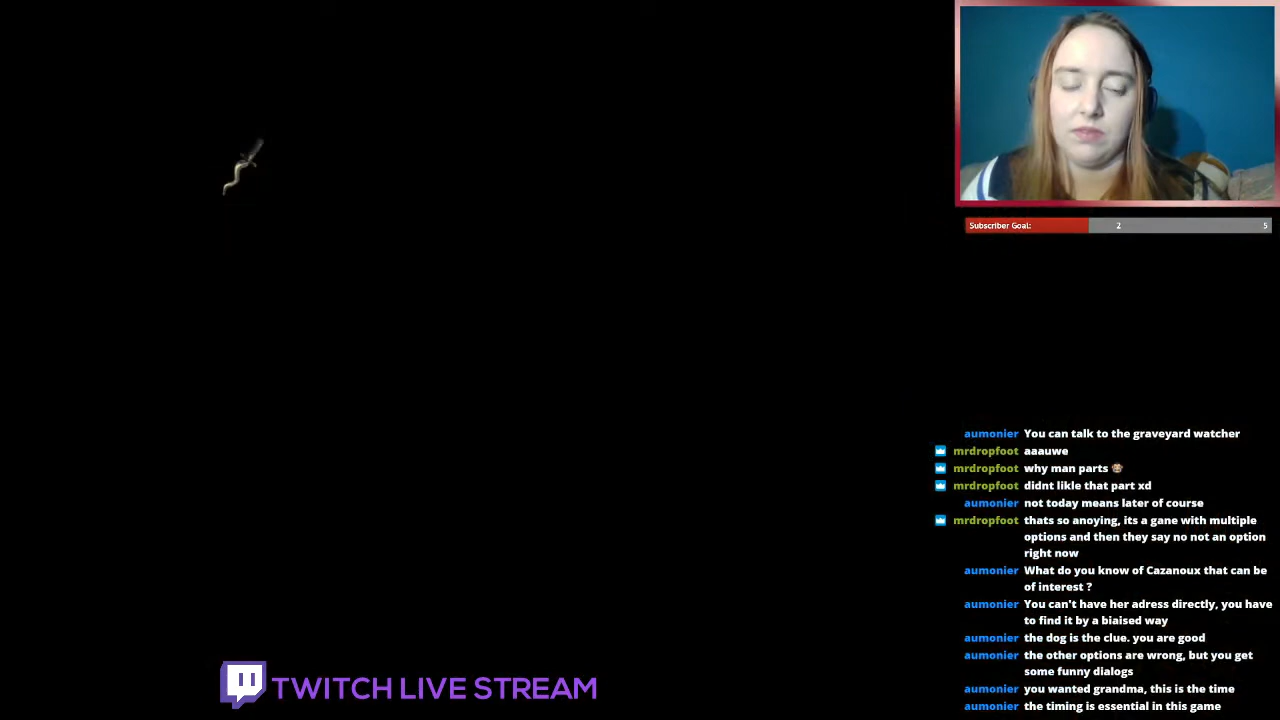 Subscriber Goal: 2 5
aumonier You can talk to the graveyard watcher
mrdropfoot aaauwe
mrdropfoot why man parts 🙉
mrdropfoot didnt likle that part xd
aumonier not today means later of course
mrdropfoot thats so anoying, its a gane with multiple
options and then they say no not an option
right now
aumonier What do you know of Cazanoux that can be
of interest ?
aumonier You can't have her adress directly, you have
to find it by a biaised way
aumonier the dog is the clue. you are good
aumonier the other options are wrong, but you get
some funny dialogs
aumonier you wanted grandma, this is the time
aumonier the timing is essential in this game
TWITCH LIVE STREAM